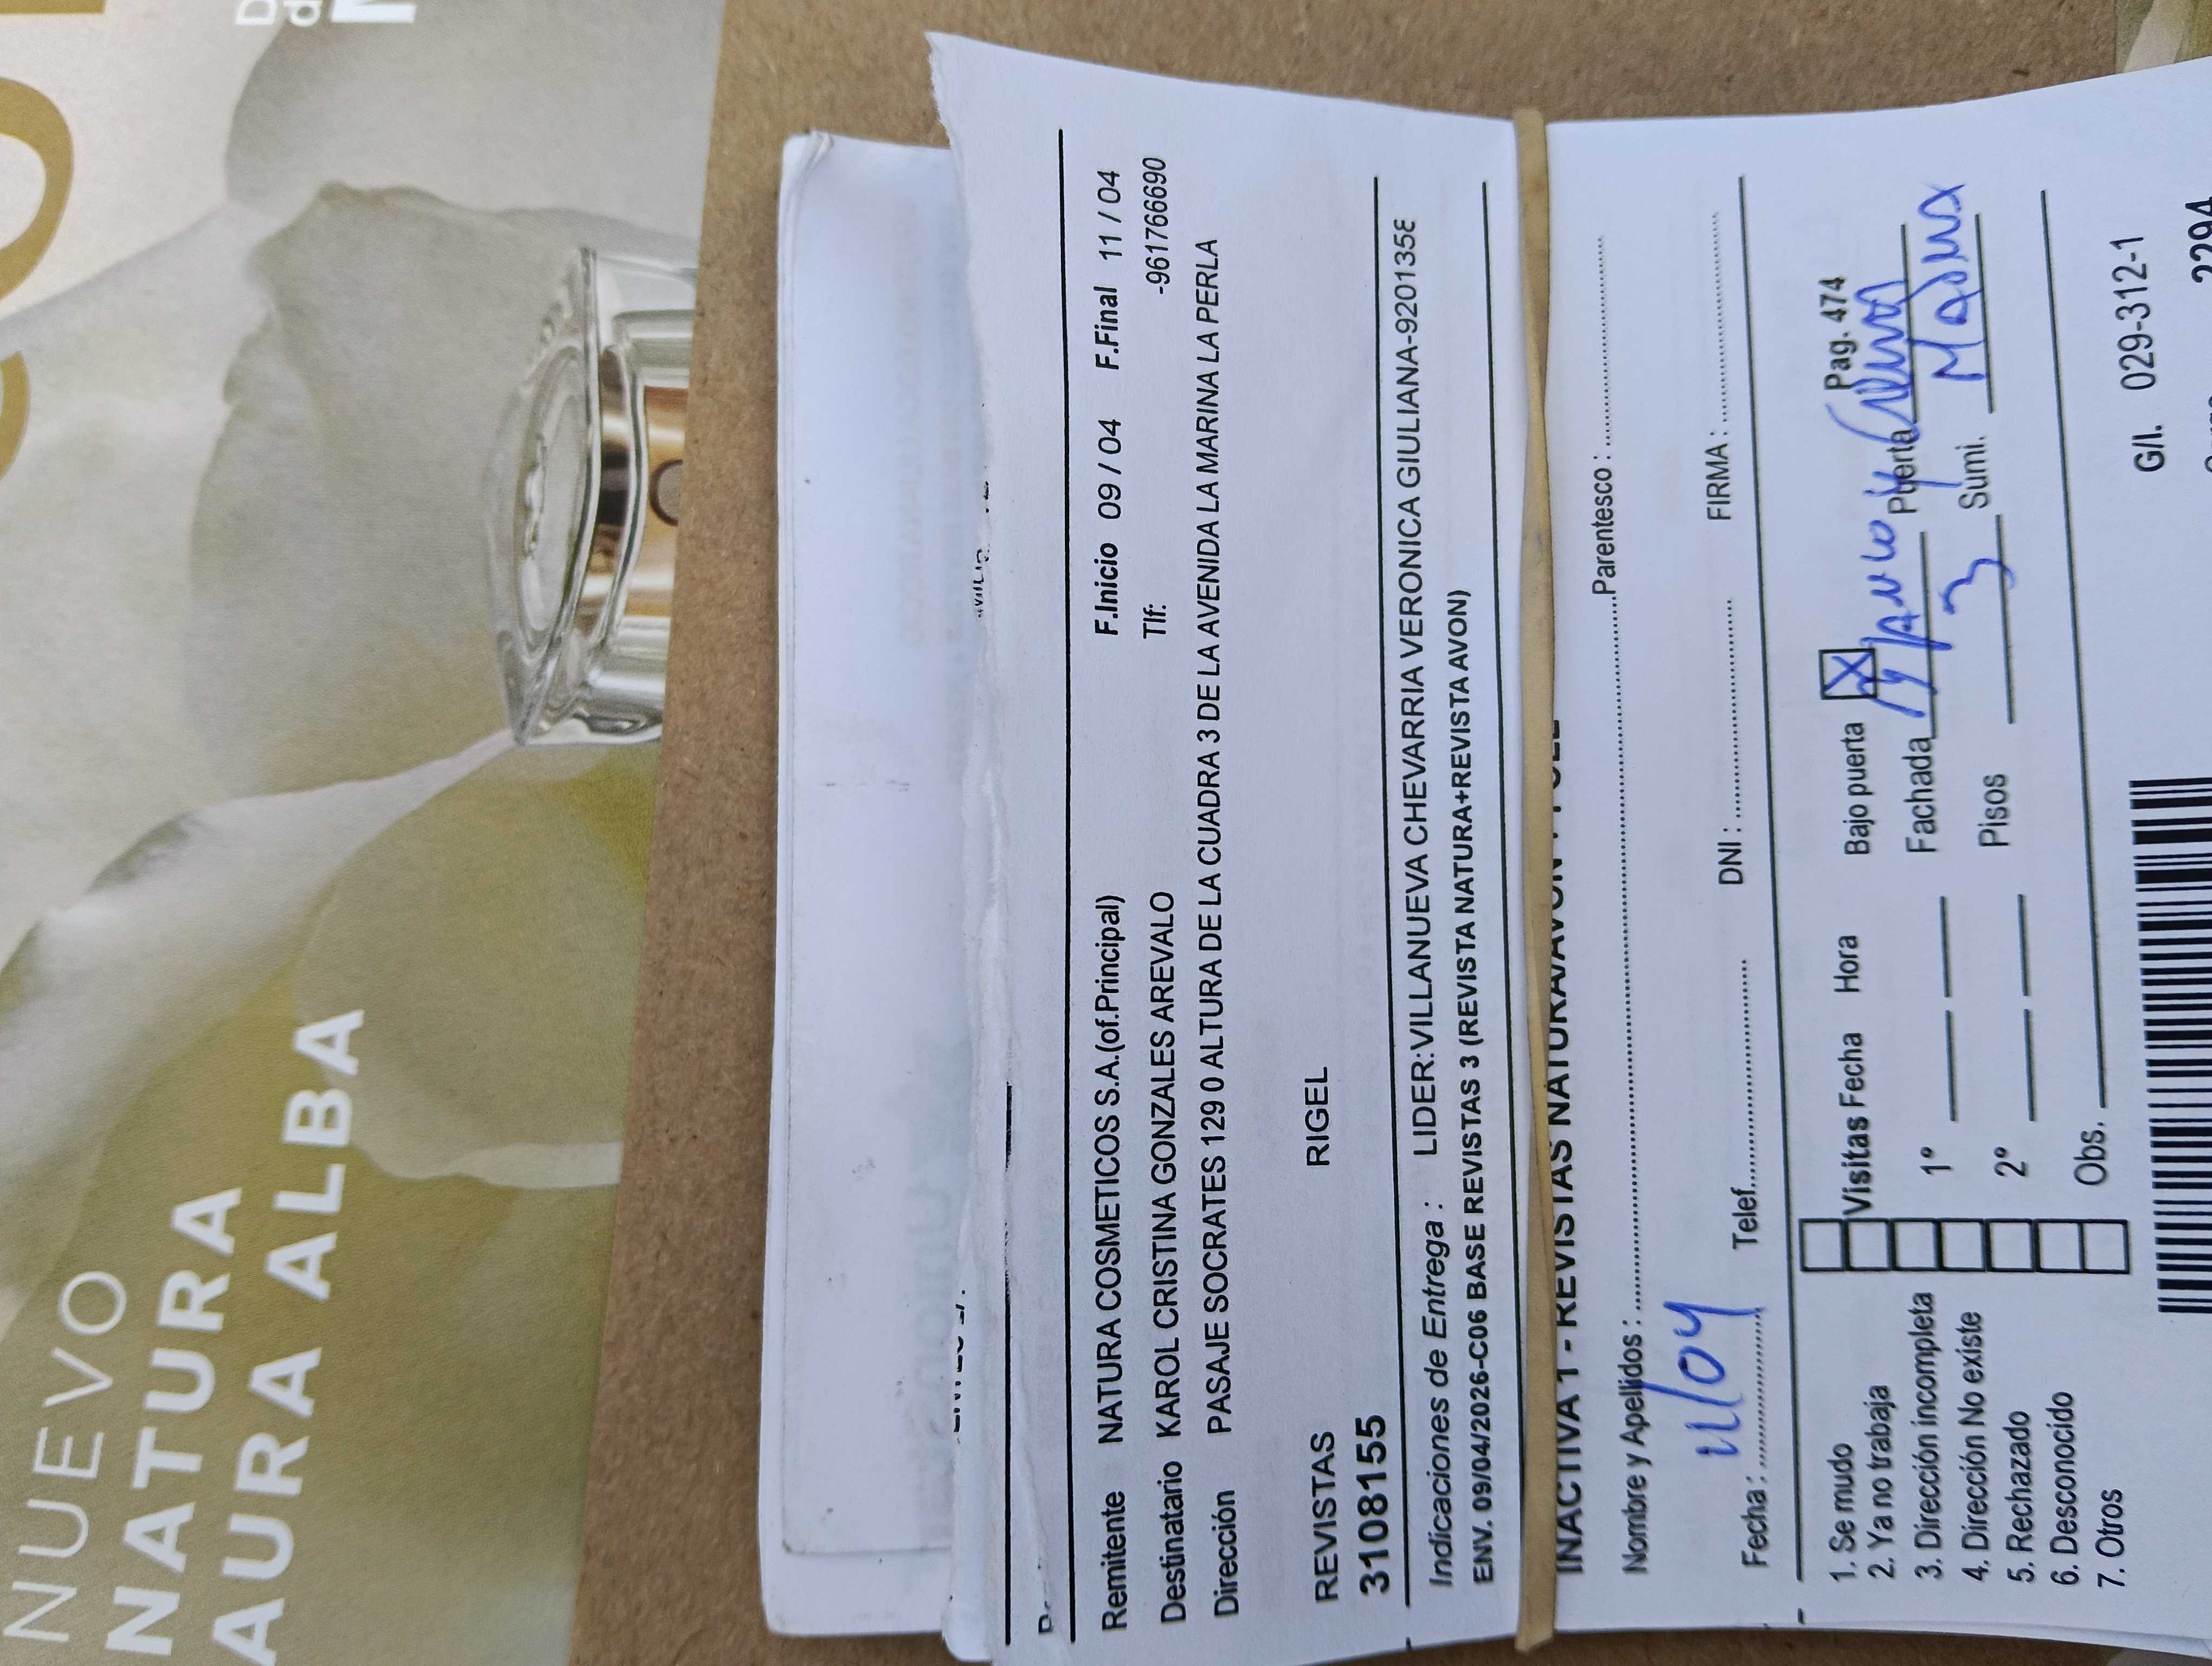 NUEVO
NATURA
AURA ALBA
Remitente NATURA COSMETICOS S.A.(of.Principal) F.Inicio 09 / 04 F.Final 11 / 04
Destinatario KAROL CRISTINA GONZALES AREVALO Tlf: -961766690
Dirección PASAJE SOCRATES 129 0 ALTURA DE LA CUADRA 3 DE LA AVENIDA LA MARINA LA PERLA
REVISTAS RIGEL
3108155
Indicaciones de Entrega : LIDER:VILLANUEVA CHEVARRIA VERONICA GIULIANA-920135
ENV. 09/04/2026-C06 BASE REVISTAS 3 (REVISTA NATURA+REVISTA AVON)
INACTIVA 1 - REVISTAS NATURA/AVON
Nombre y Apellidos : Parentesco :
Fecha : 11/04 Telef. DNI : FIRMA :
1. Se mudo
2. Ya no trabaja
3. Dirección incompleta
4. Dirección No existe
5. Rechazado
6. Desconocido
7. Otros
Visitas Fecha Hora
1º
2º
Obs.
Bajo puerta X Pag. 474
Fachada Puerta
Pisos 3 Sumi.
G/l. 029-312-1
2294